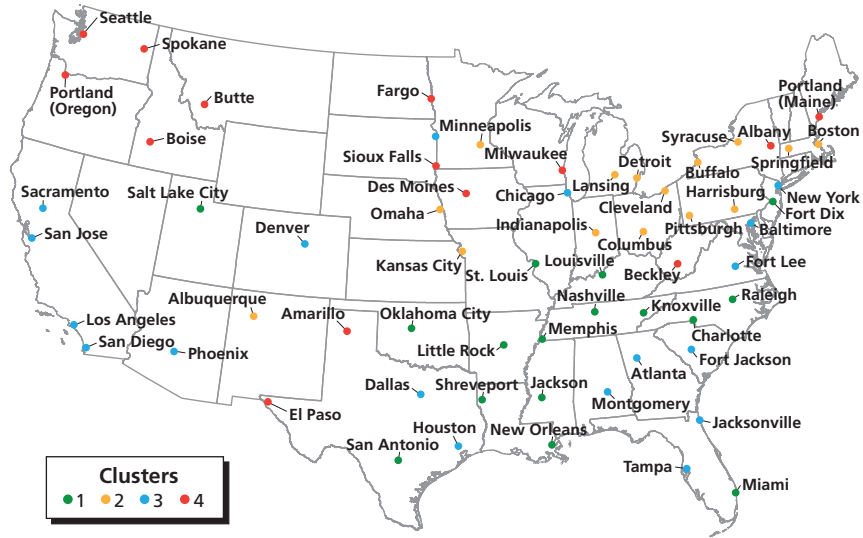 Seattle
Spokane
Portland
(Oregon)
Butte
Boise
Fargo
Minneapolis
Sioux Falls
Milwaukee
Portland
(Maine)
Syracuse
Albany
Boston
Detroit
Buffalo
Springfield
Sacramento
Salt Lake City
Des Moines
Chicago
Lansing
Harrisburg
New York
Omaha
Cleveland
Fort Dix
San Jose
Denver
Indianapolis
Pittsburgh
Baltimore
Columbus
Kansas City
St. Louis
Louisville
Beckley
Fort Lee
Albuquerque
Amarillo
Oklahoma City
Nashville
Knoxville
Raleigh
Los Angeles
Memphis
Charlotte
San Diego
Phoenix
Little Rock
Fort Jackson
Dallas
Shreveport
Jackson
Atlanta
Montgomery
El Paso
Houston
New Orleans
Jacksonville
San Antonio
Tampa
Miami
Clusters
1 2 3 4